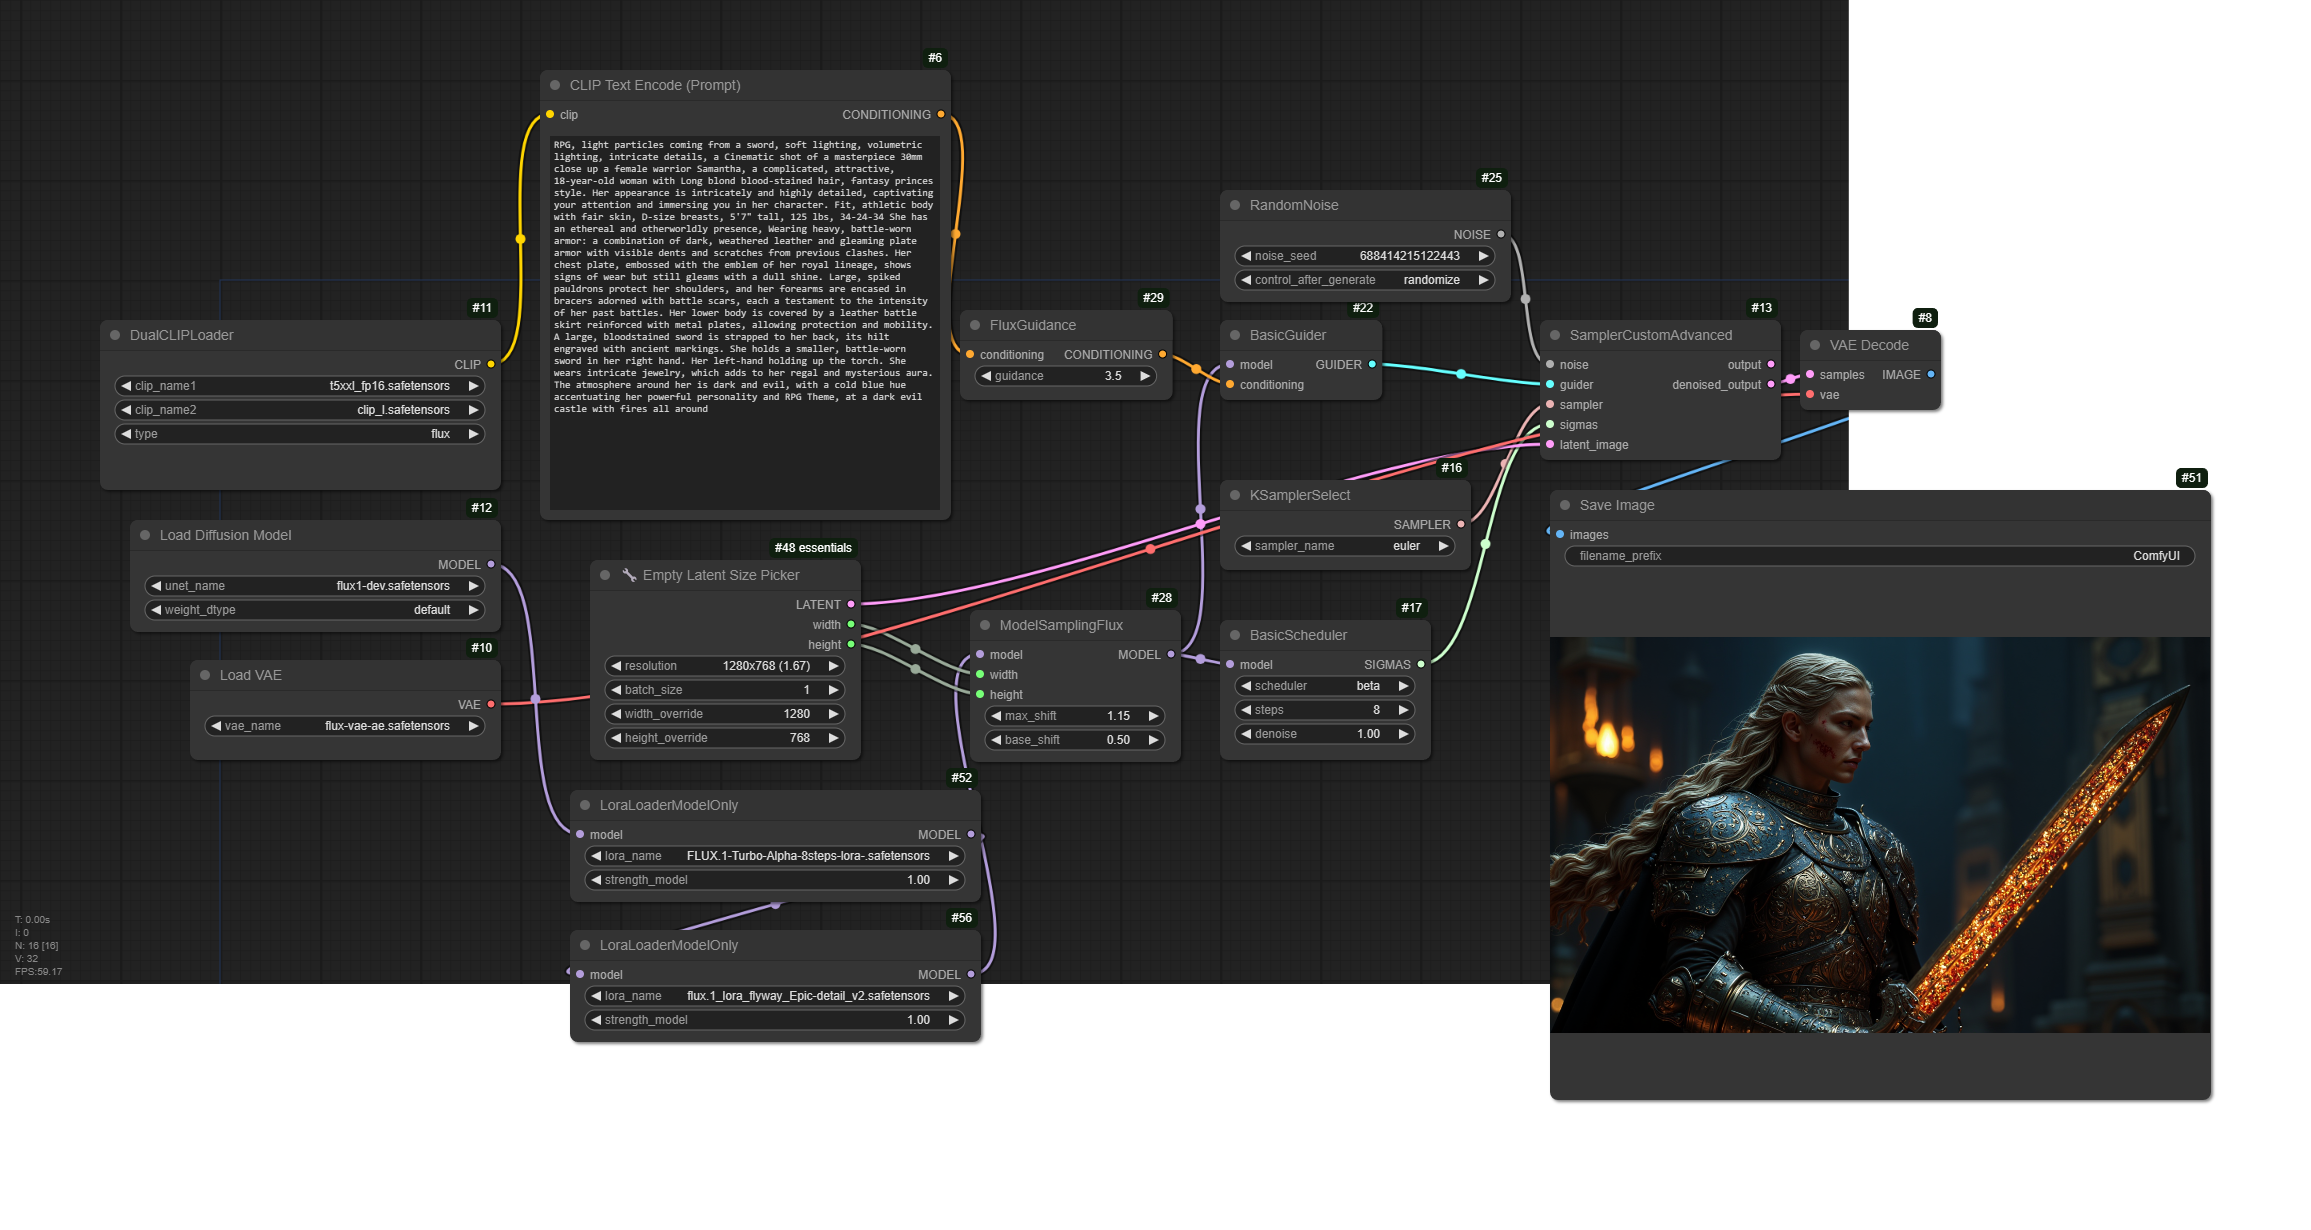 #6
CLIP Text Encode (Prompt)
clip CONDITIONING
RPG, light particles coming from a sword, soft lighting, volumetric
lighting, intricate details, a Cinematic shot of a masterpiece 30mm
close up a female warrior Samantha, a complicated, attractive,
18-year-old woman with Long blond blood-stained hair, fantasy princes
style. Her appearance is intricately and highly detailed, captivating
your attention and immersing you in her character. Fit, athletic body
with fair skin, D-size breasts, 5'7" tall, 125 lbs, 34-24-34 She has
an ethereal and otherworldly presence, Wearing heavy, battle-worn
armor: a combination of dark, weathered leather and gleaming plate
armor with visible dents and scratches from previous clashes. Her
chest plate, embossed with the emblem of her royal lineage, shows
signs of wear but still gleams with a dull shine. Large, spiked
pauldrons protect her shoulders, and her forearms are encased in
bracers adorned with battle scars, each a testament to the intensity
of her past battles. Her lower body is covered by a leather battle
skirt reinforced with metal plates, allowing protection and mobility.
A large, bloodstained sword is strapped to her back, its hilt
engraved with ancient markings. She holds a smaller, battle-worn
sword in her right hand. Her left-hand holding up the torch. She
wears intricate jewelry, which adds to her regal and mysterious aura.
The atmosphere around her is dark and evil, with a cold blue hue
accentuating her powerful personality and RPG Theme, at a dark evil
castle with fires all around
#11
DualCLIPLoader
CLIP
clip_name1 t5xxl_fp16.safetensors
clip_name2 clip_l.safetensors
type flux
#12
Load Diffusion Model
MODEL
unet_name flux1-dev.safetensors
weight_dtype default
#10
Load VAE
VAE
vae_name flux-vae-ae.safetensors
#48 essentials
Empty Latent Size Picker
LATENT
width
height
resolution 1280x768 (1.67)
batch_size 1
width_override 1280
height_override 768
#52
LoraLoaderModelOnly
model MODEL
lora_name FLUX.1-Turbo-Alpha-8steps-lora-.safetensors
strength_model 1.00
#56
LoraLoaderModelOnly
model MODEL
lora_name flux.1_lora_flyway_Epic-detail_v2.safetensors
strength_model 1.00
#29
FluxGuidance
conditioning CONDITIONING
guidance 3.5
#28
ModelSamplingFlux
model MODEL
width
height
max_shift 1.15
base_shift 0.50
#25
RandomNoise
NOISE
noise_seed 688414215122443
control_after_generate randomize
#22
BasicGuider
model GUIDER
conditioning
#16
KSamplerSelect
SAMPLER
sampler_name euler
#17
BasicScheduler
model SIGMAS
scheduler beta
steps 8
denoise 1.00
#13
SamplerCustomAdvanced
noise output
guider denoised_output
sampler
sigmas
latent_image
#8
VAE Decode
samples IMAGE
vae
#51
Save Image
images
filename_prefix ComfyUI
T: 0.00s
I: 0
N: 16 [16]
V: 32
FPS:59.17